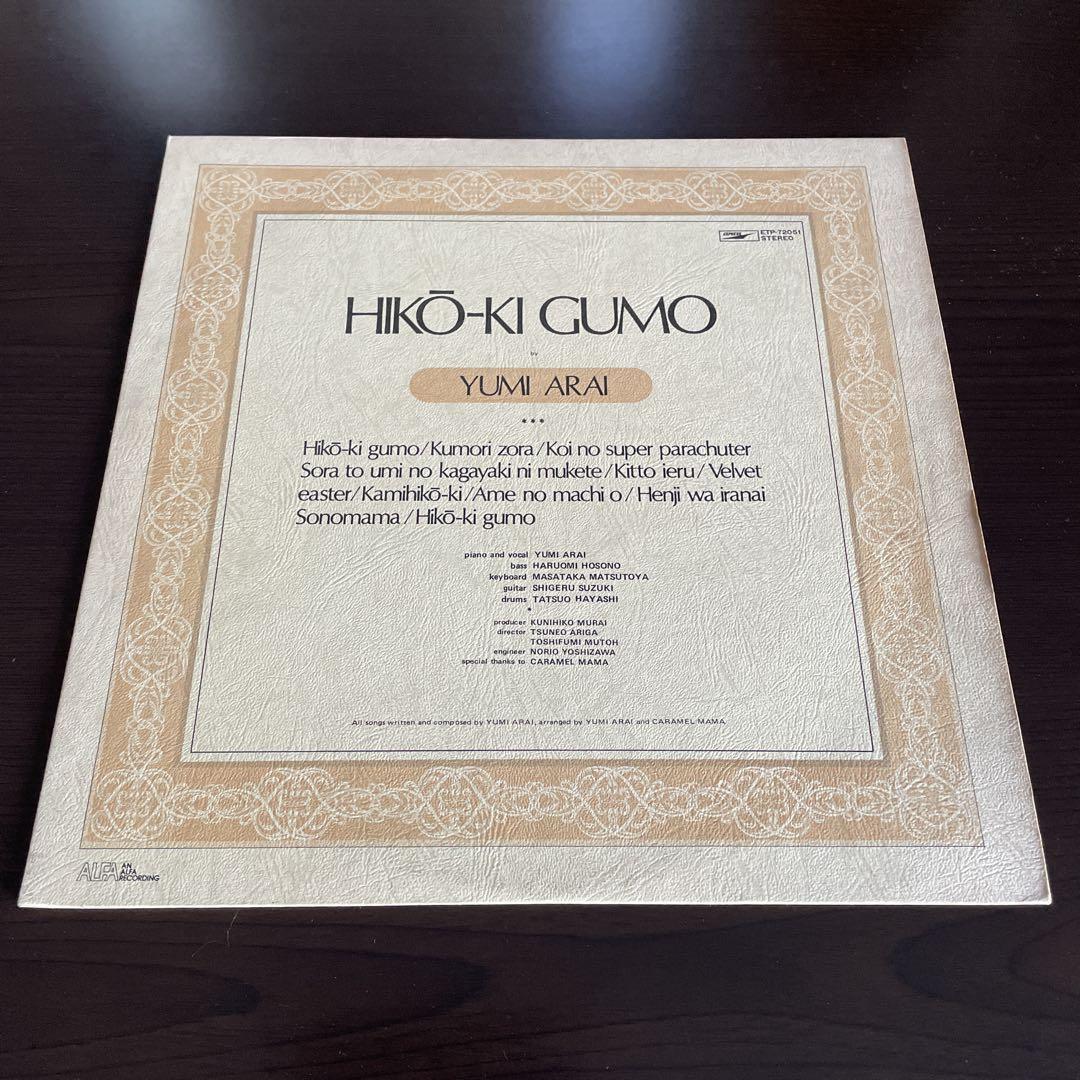 EXPRESS ETP-72051
STEREO
HIKŌ-KI GUMO
by
YUMI ARAI
***
Hikō-ki gumo/Kumori zora/Koi no super parachuter
Sora to umi no kagayaki ni mukete/Kitto ieru/Velvet
easter/Kamihikō-ki/Ame no machi o/Henji wa iranai
Sonomama/Hikō-ki gumo
piano and vocal YUMI ARAI
bass HARUOMI HOSONO
keyboard MASATAKA MATSUTOYA
guitar SHIGERU SUZUKI
drums TATSUO HAYASHI
*
producer KUNIHIKO MURAI
director TSUNEO ARIGA
TOSHIFUMI MUTOH
engineer NORIO YOSHIZAWA
special thanks to CARAMEL MAMA
All songs written and composed by YUMI ARAI, arranged by YUMI ARAI and CARAMEL MAMA
ALFA AN
ALFA
RECORDING